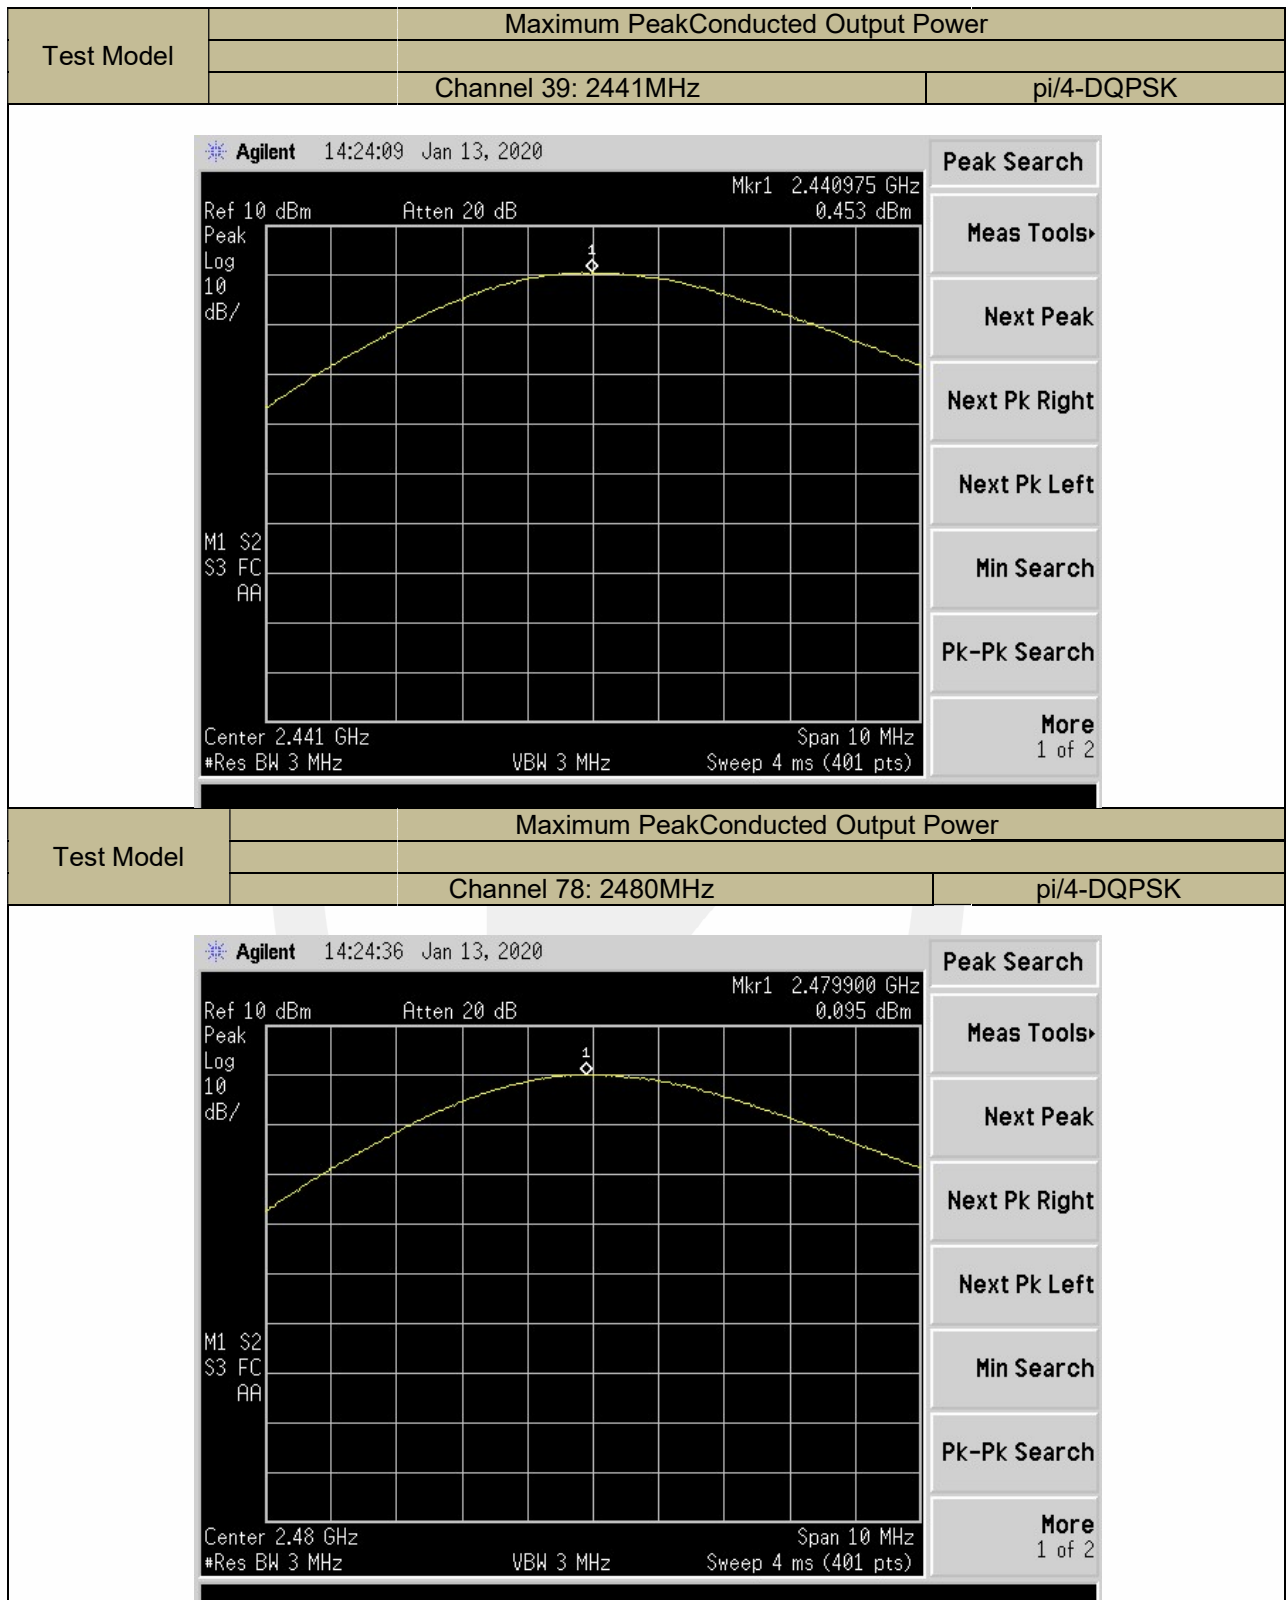 Test Model
Maximum PeakConducted Output Power
Channel 39: 2441MHz
pi/4-DQPSK
Agilent 14:24:09 Jan 13, 2020
Peak Search
Mkr1 2.440975 GHz
Ref 10 dBm Atten 20 dB 0.453 dBm
Peak
Log
10
dB/
1
Meas Tools
Next Peak
Next Pk Right
Next Pk Left
M1 S2
S3 FC
AA
Min Search
Pk-Pk Search
Center 2.441 GHz Span 10 MHz
#Res BW 3 MHz VBW 3 MHz Sweep 4 ms (401 pts)
More
1 of 2
Test Model
Maximum PeakConducted Output Power
Channel 78: 2480MHz
pi/4-DQPSK
Agilent 14:24:36 Jan 13, 2020
Peak Search
Mkr1 2.479900 GHz
Ref 10 dBm Atten 20 dB 0.095 dBm
Peak
Log
10
dB/
1
Meas Tools
Next Peak
Next Pk Right
Next Pk Left
M1 S2
S3 FC
AA
Min Search
Pk-Pk Search
Center 2.48 GHz Span 10 MHz
#Res BW 3 MHz VBW 3 MHz Sweep 4 ms (401 pts)
More
1 of 2